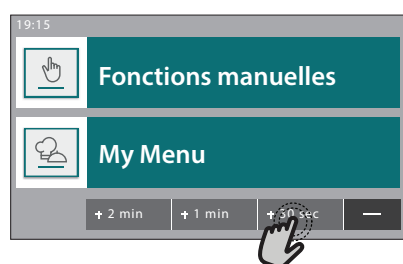 19:15
Fonctions manuelles
My Menu
+ 2 min + 1 min + 30 sec —